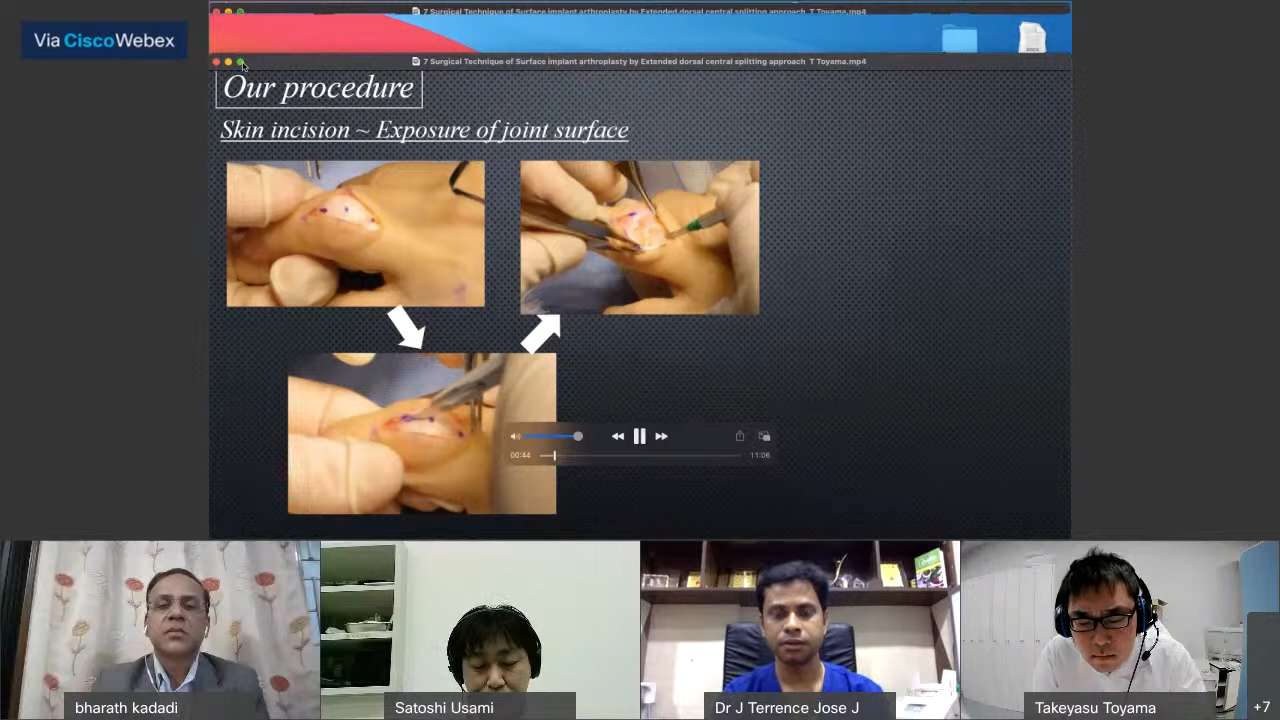 7 Surgical Technique of Surface implant arthroplasty by Extended dorsal central splitting approach T Toyama.mp4
Via CiscoWebex
7 Surgical Technique of Surface implant arthroplasty by Extended dorsal central splitting approach T Toyama.mp4
Our procedure
Skin incision ~ Exposure of joint surface
00:44
11:06
bharath kadadi
Satoshi Usami
Dr J Terrence Jose J
Takeyasu Toyama
+7